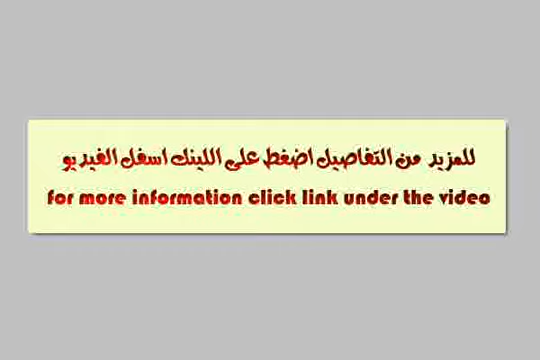 للمزيد من التفاصيل اضغط على اللينك اسفل الفيديو
for more information click link under the video